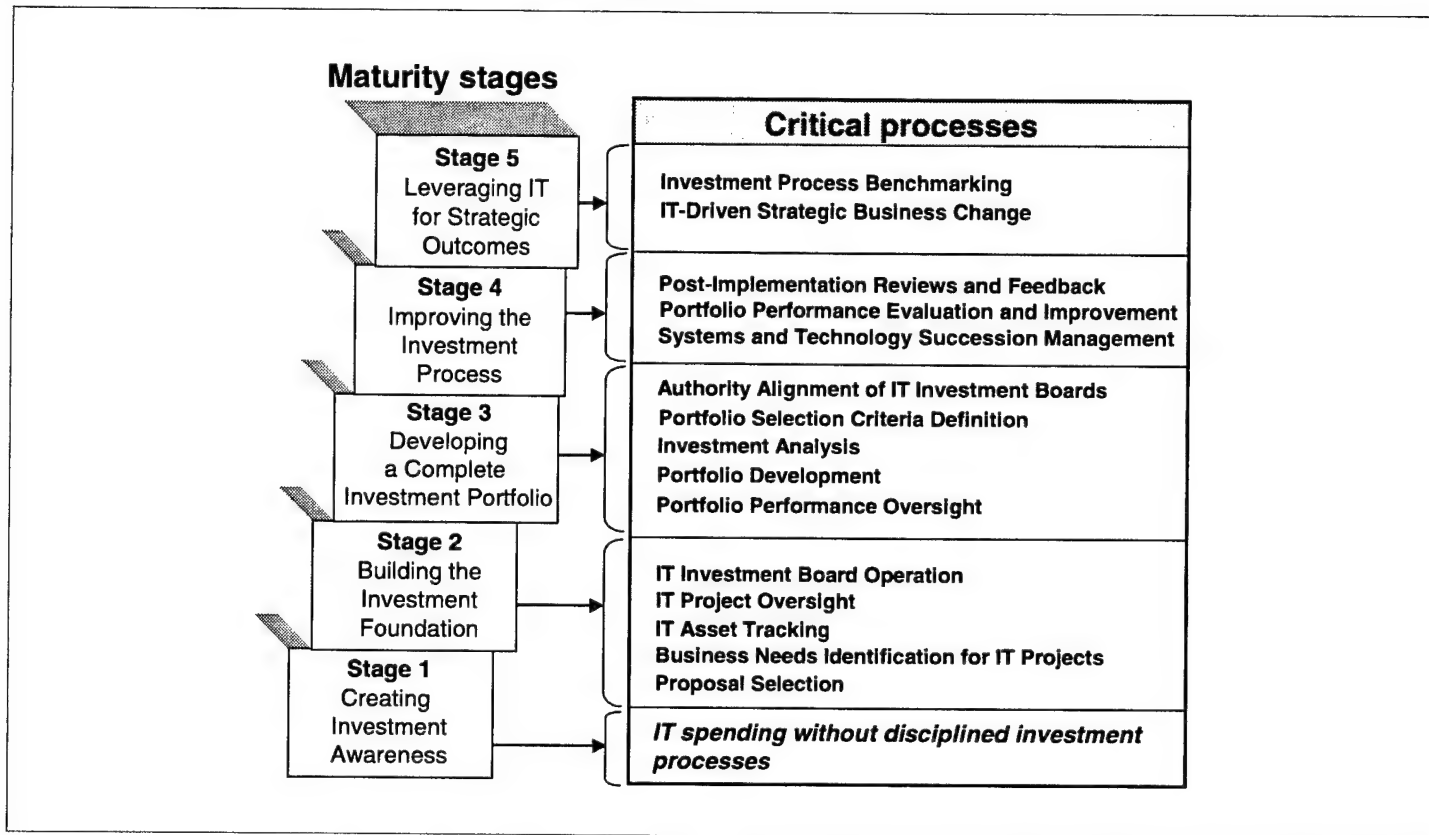 Maturity stages
Critical processes
Stage 5
Leveraging IT
for Strategic
Outcomes
Investment Process Benchmarking
IT-Driven Strategic Business Change
Stage 4
Improving the
Investment
Process
Post-Implementation Reviews and Feedback
Portfolio Performance Evaluation and Improvement
Systems and Technology Succession Management
Stage 3
Developing
a Complete
Investment Portfolio
Authority Alignment of IT Investment Boards
Portfolio Selection Criteria Definition
Investment Analysis
Portfolio Development
Portfolio Performance Oversight
Stage 2
Building the
Investment
Foundation
IT Investment Board Operation
IT Project Oversight
IT Asset Tracking
Business Needs Identification for IT Projects
Proposal Selection
Stage 1
Creating
Investment
Awareness
IT spending without disciplined investment
processes